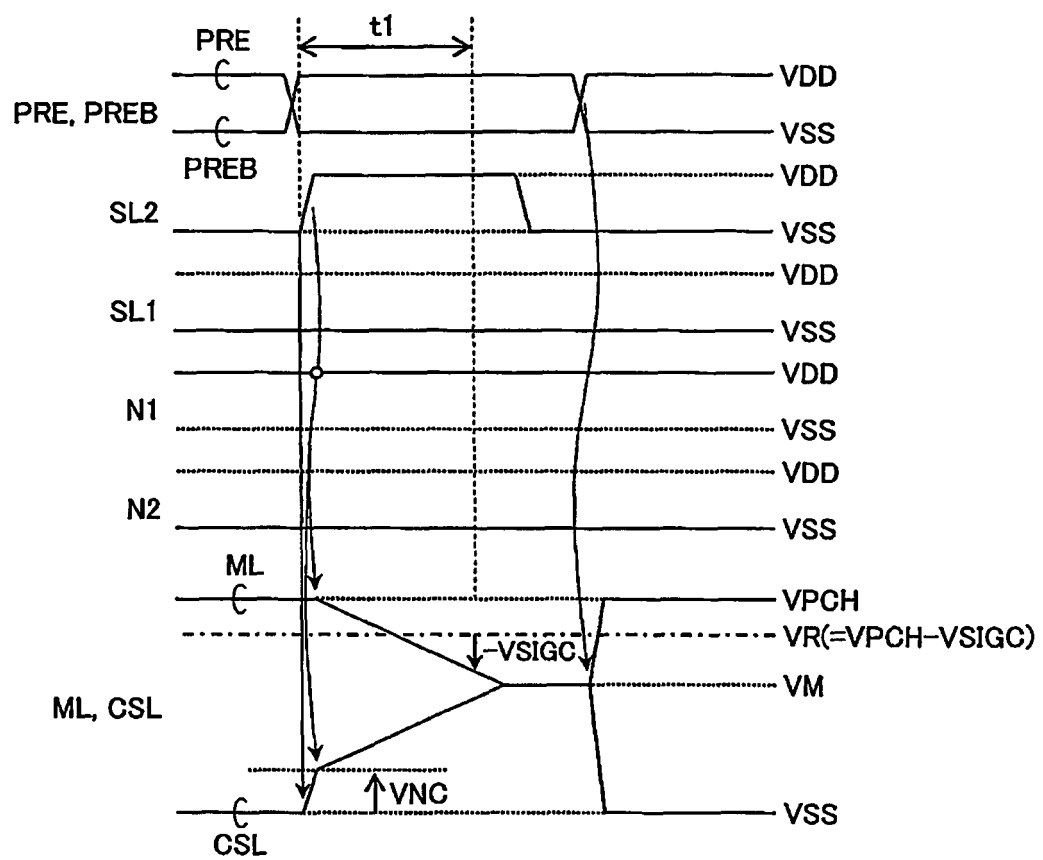 t1
PRE
VDD
PRE, PREB
VSS
PREB
VDD
SL2
VSS
VDD
SL1
VSS
VDD
N1
VSS
VDD
N2
VSS
ML
VPCH
VR(=VPCH-VSIGC)
-VSIGC
VM
ML, CSL
VNC
VSS
CSL